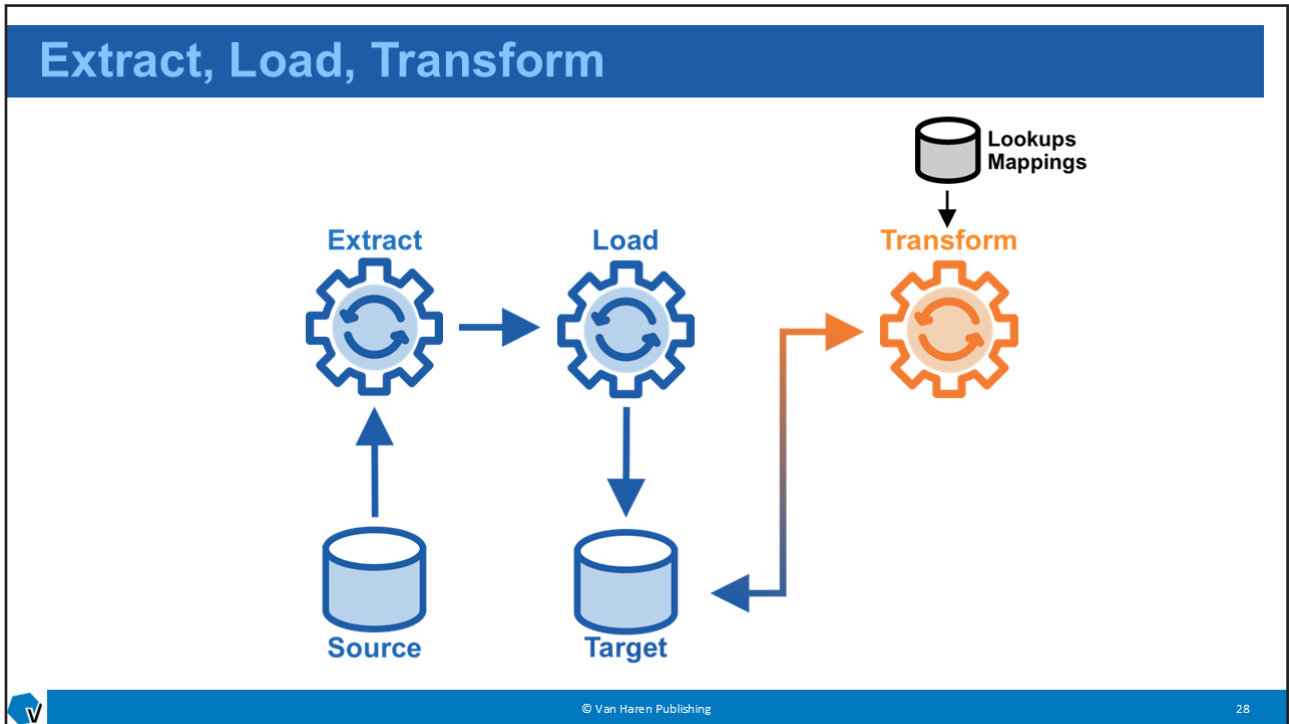 Extract, Load, Transform
Lookups
Mappings
Extract
Load
Transform
Source
Target
V
© Van Haren Publishing
28